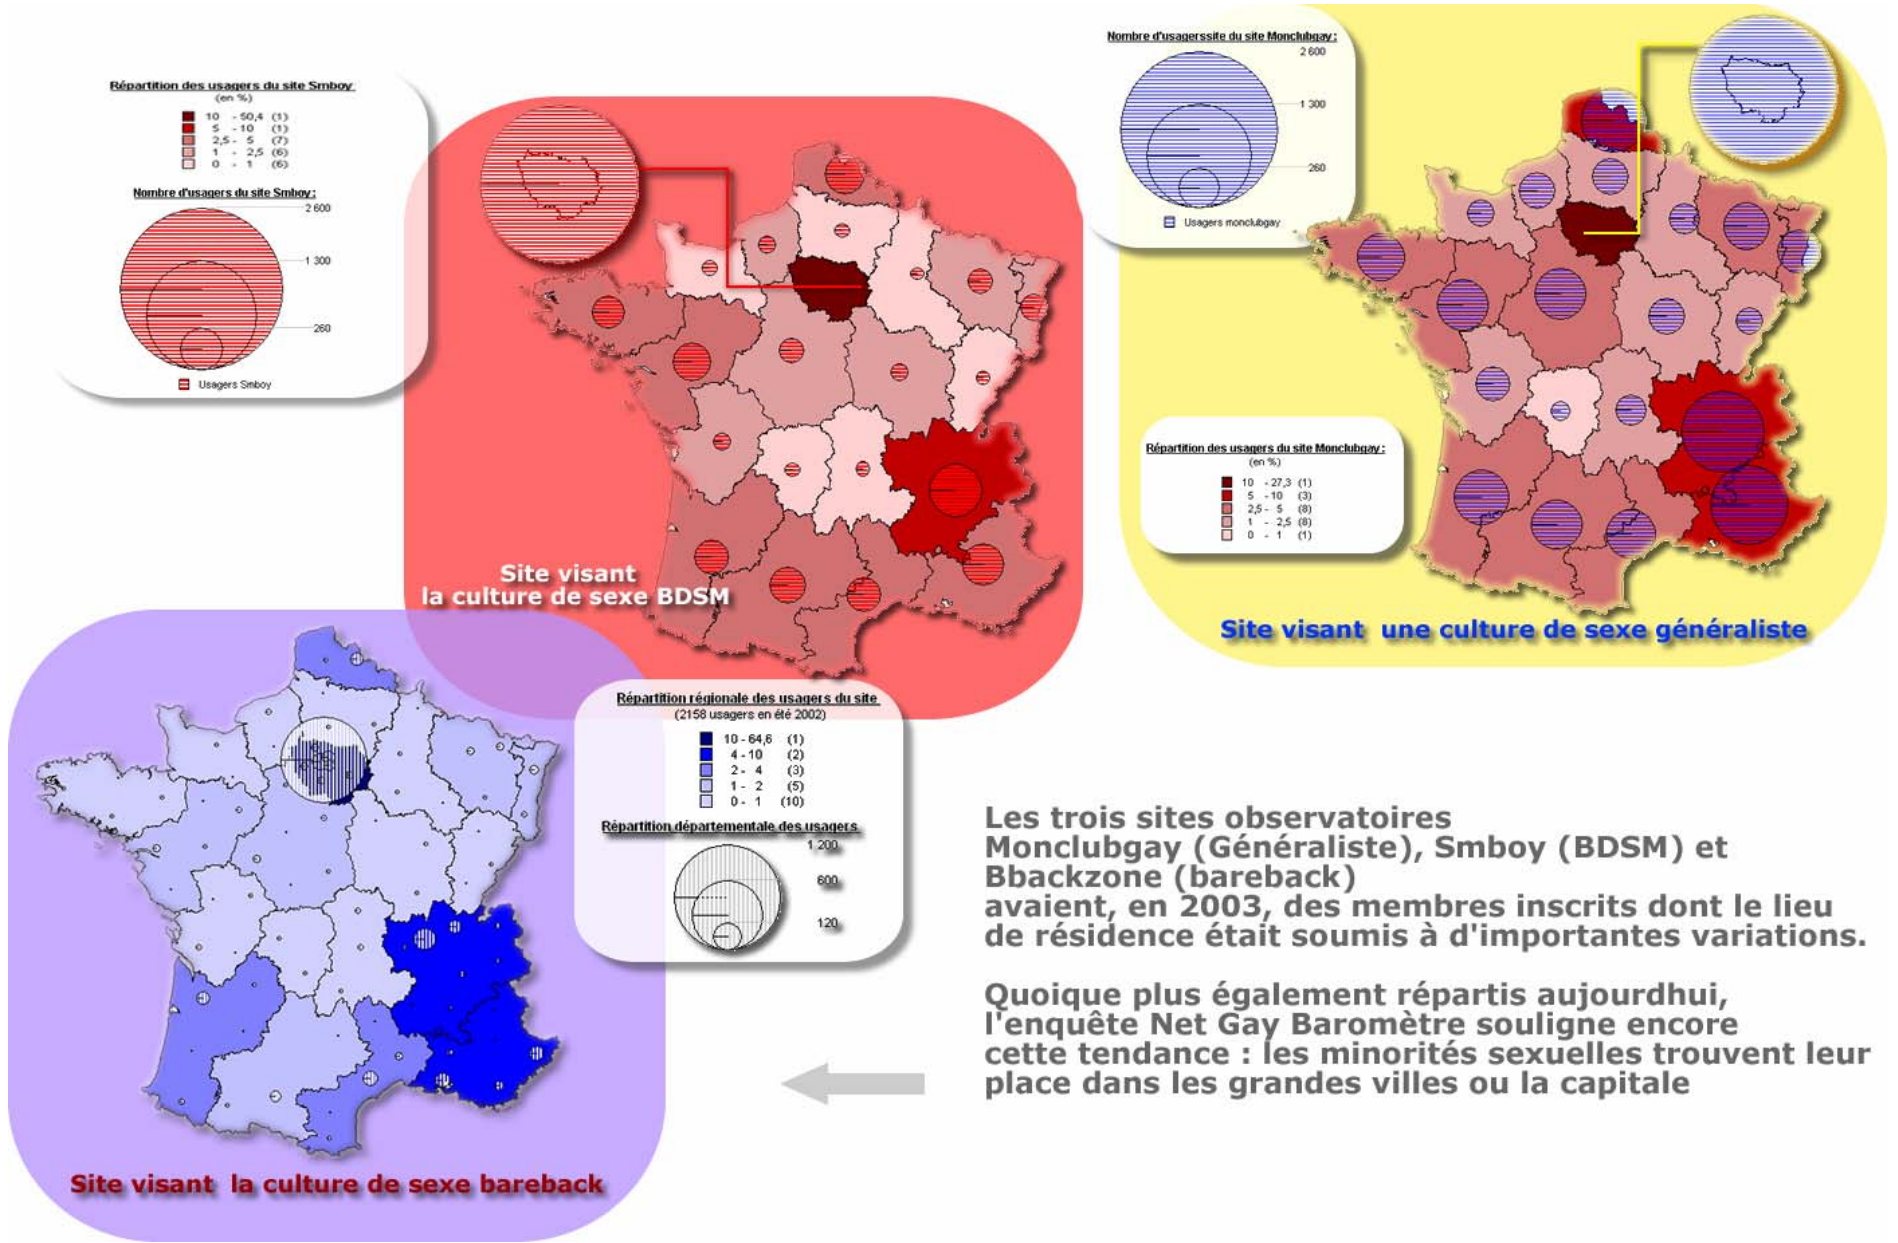 Répartition des usagers du site Smboy
(en %)
10 - 50,4 (1)
5 - 10 (1)
2,5 - 5 (7)
1 - 2,5 (6)
0 - 1 (6)
Nombre d'usagers du site Smboy :
2 600
1 300
260
Usagers Smboy
Site visant
la culture de sexe BDSM
Nombre d'usagerssite du site Monclubgay :
2 600
1 300
260
Usagers monclubgay
Répartition des usagers du site Monclubgay :
(en %)
10 - 27,3 (1)
5 - 10 (3)
2,5 - 5 (8)
1 - 2,5 (8)
0 - 1 (1)
Site visant une culture de sexe généraliste
Répartition régionale des usagers du site
(2158 usagers en été 2002)
10 - 64,6 (1)
4 - 10 (2)
2 - 4 (3)
1 - 2 (5)
0 - 1 (10)
Répartition départementale des usagers
1 200
600
120
Site visant la culture de sexe bareback
Les trois sites observatoires
Monclubgay (Généraliste), Smboy (BDSM) et
Bbackzone (bareback)
avaient, en 2003, des membres inscrits dont le lieu
de résidence était soumis à d'importantes variations.
Quoique plus également répartis aujourdhui,
l'enquête Net Gay Baromètre souligne encore
cette tendance : les minorités sexuelles trouvent leur
place dans les grandes villes ou la capitale